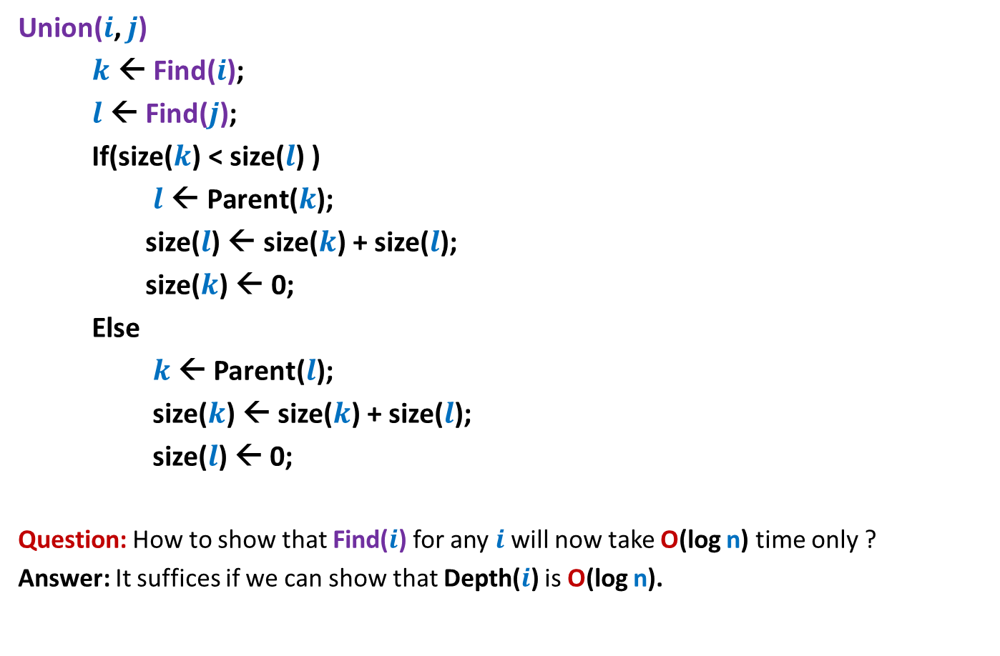 Union(i, j)
k ← Find(i);
l ← Find(j);
If(size(k) < size(l) )
l ← Parent(k);
size(l) ← size(k) + size(l);
size(k) ← 0;
Else
k ← Parent(l);
size(k) ← size(k) + size(l);
size(l) ← 0;
Question: How to show that Find(i) for any i will now take O(log n) time only ?
Answer: It suffices if we can show that Depth(i) is O(log n).